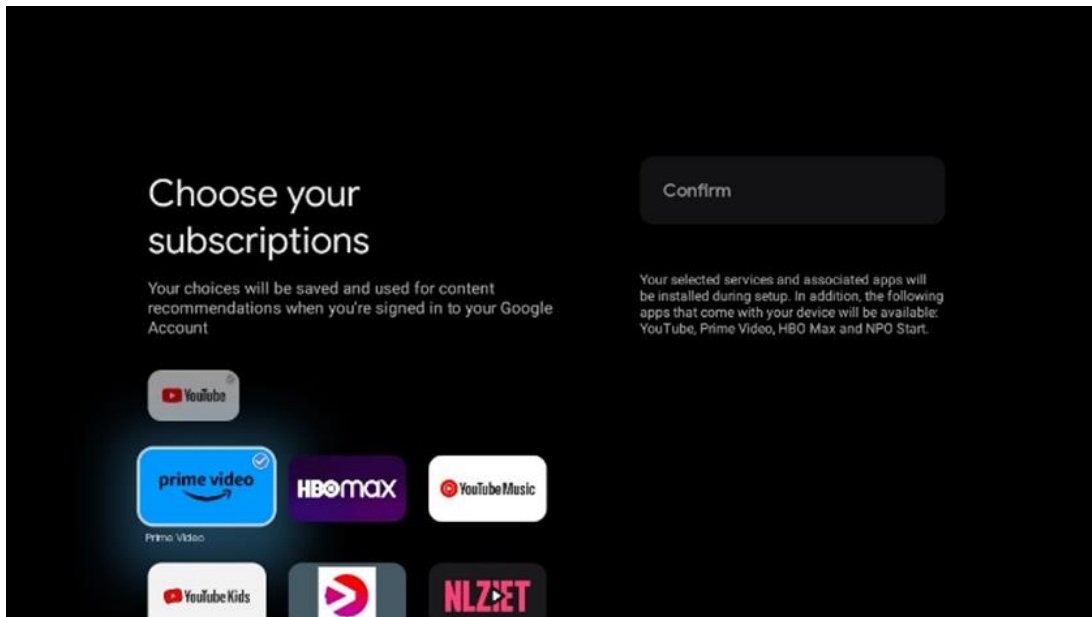 Choose your
subscriptions
Your choices will be saved and used for content
recommendations when you're signed in to your Google
Account
Confirm
Your selected services and associated apps will
be installed during setup. In addition, the following
apps that come with your device will be available:
YouTube, Prime Video, HBO Max and NPO Start.
YouTube
prime video
HBOmax
YouTube Music
Prime Video
YouTube Kids
NLZIET